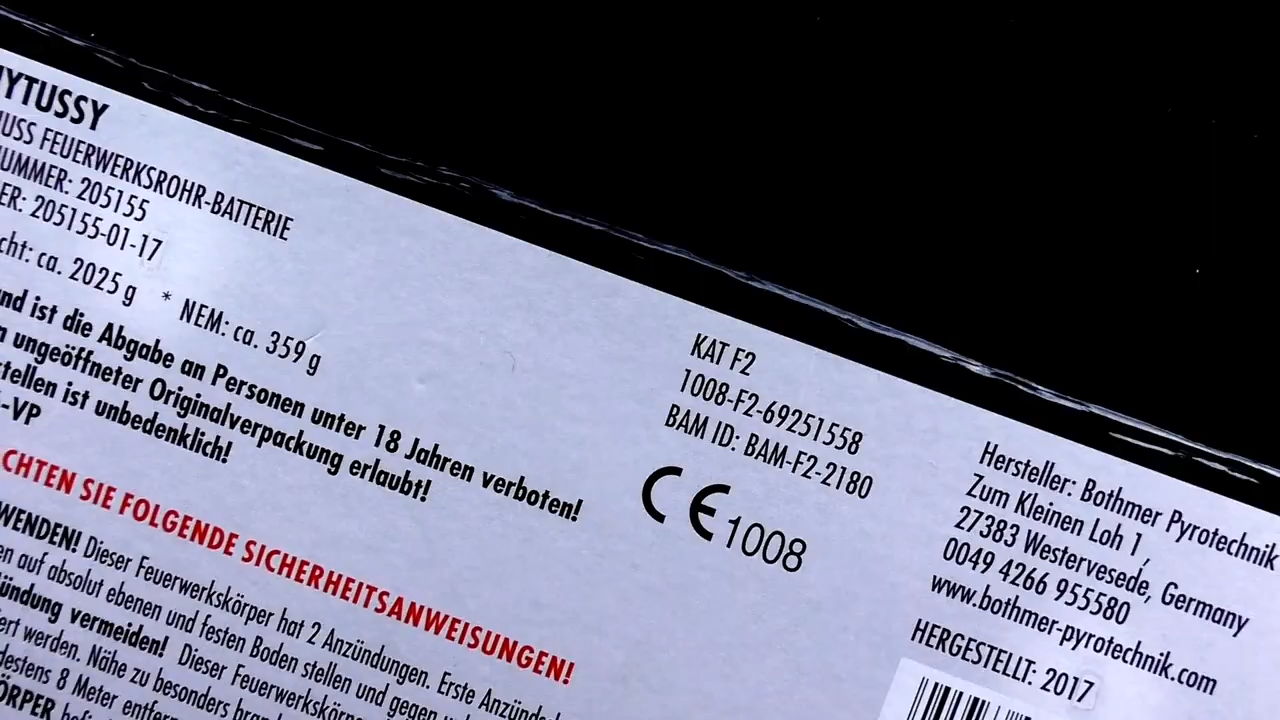 YTUSSY
USS FEUERWERKSROHR-BATTERIE
UMMER: 205155
ER: 205155-01-17
cht: ca. 2025 g * NEM: ca. 359 g
nd ist die Abgabe an Personen unter 18 Jahren verboten!
n ungeöffneter Originalverpackung erlaubt!
tellen ist unbedenklich!
-VP
KAT F2
1008-F2-69251558
BAM ID: BAM-F2-2180
CE 1008
Hersteller: Bothmer Pyrotechnik
Zum Kleinen Loh 1,
27383 Westervesede, Germany
0049 4266 955580
www.bothmer-pyrotechnik.com
HERGESTELLT: 2017
CHTEN SIE FOLGENDE SICHERHEITSANWEISUNGEN!
WENDEN! Dieser Feuerwerkskörper hat 2 Anzündungen. Erste Anzünds
en auf absolut ebenen und festen Boden stellen und gegen
ündung vermeiden! Dieser Feuerwerkskörp
ert werden. Nähe zu besonders bran
destens 8 Meter entfern
ÖRPER